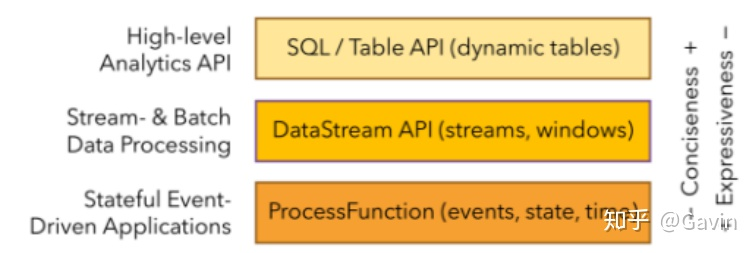 High-level
Analytics API
SQL / Table API (dynamic tables)
Stream- & Batch
Data Processing
DataStream API (streams, windows)
Stateful Event-
Driven Applications
ProcessFunction (events, state, time)
- Conciseness +
+ Expressiveness -
知乎 @Gavin